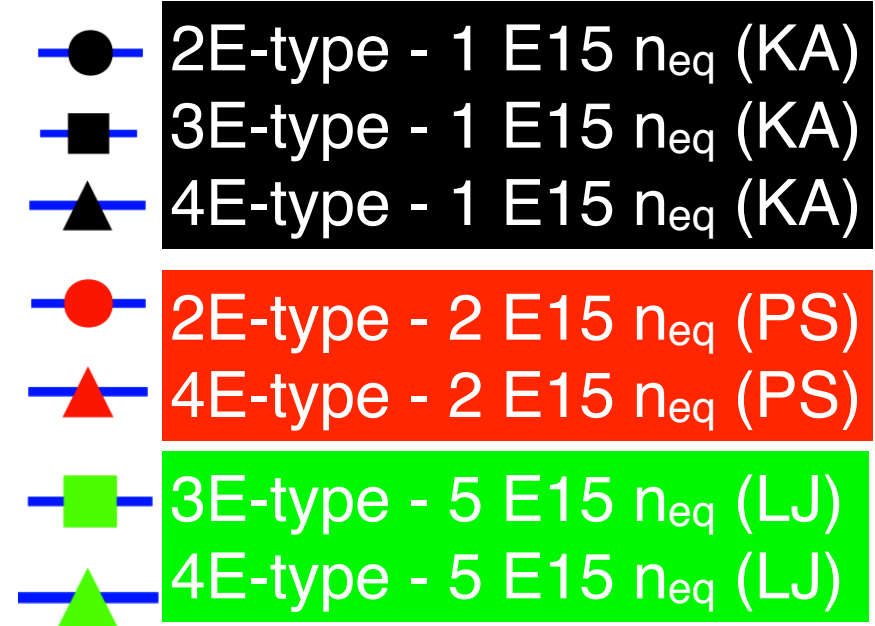 2E-type - 1 E15 neq (KA)
3E-type - 1 E15 neq (KA)
4E-type - 1 E15 neq (KA)
2E-type - 2 E15 neq (PS)
4E-type - 2 E15 neq (PS)
3E-type - 5 E15 neq (LJ)
4E-type - 5 E15 neq (LJ)